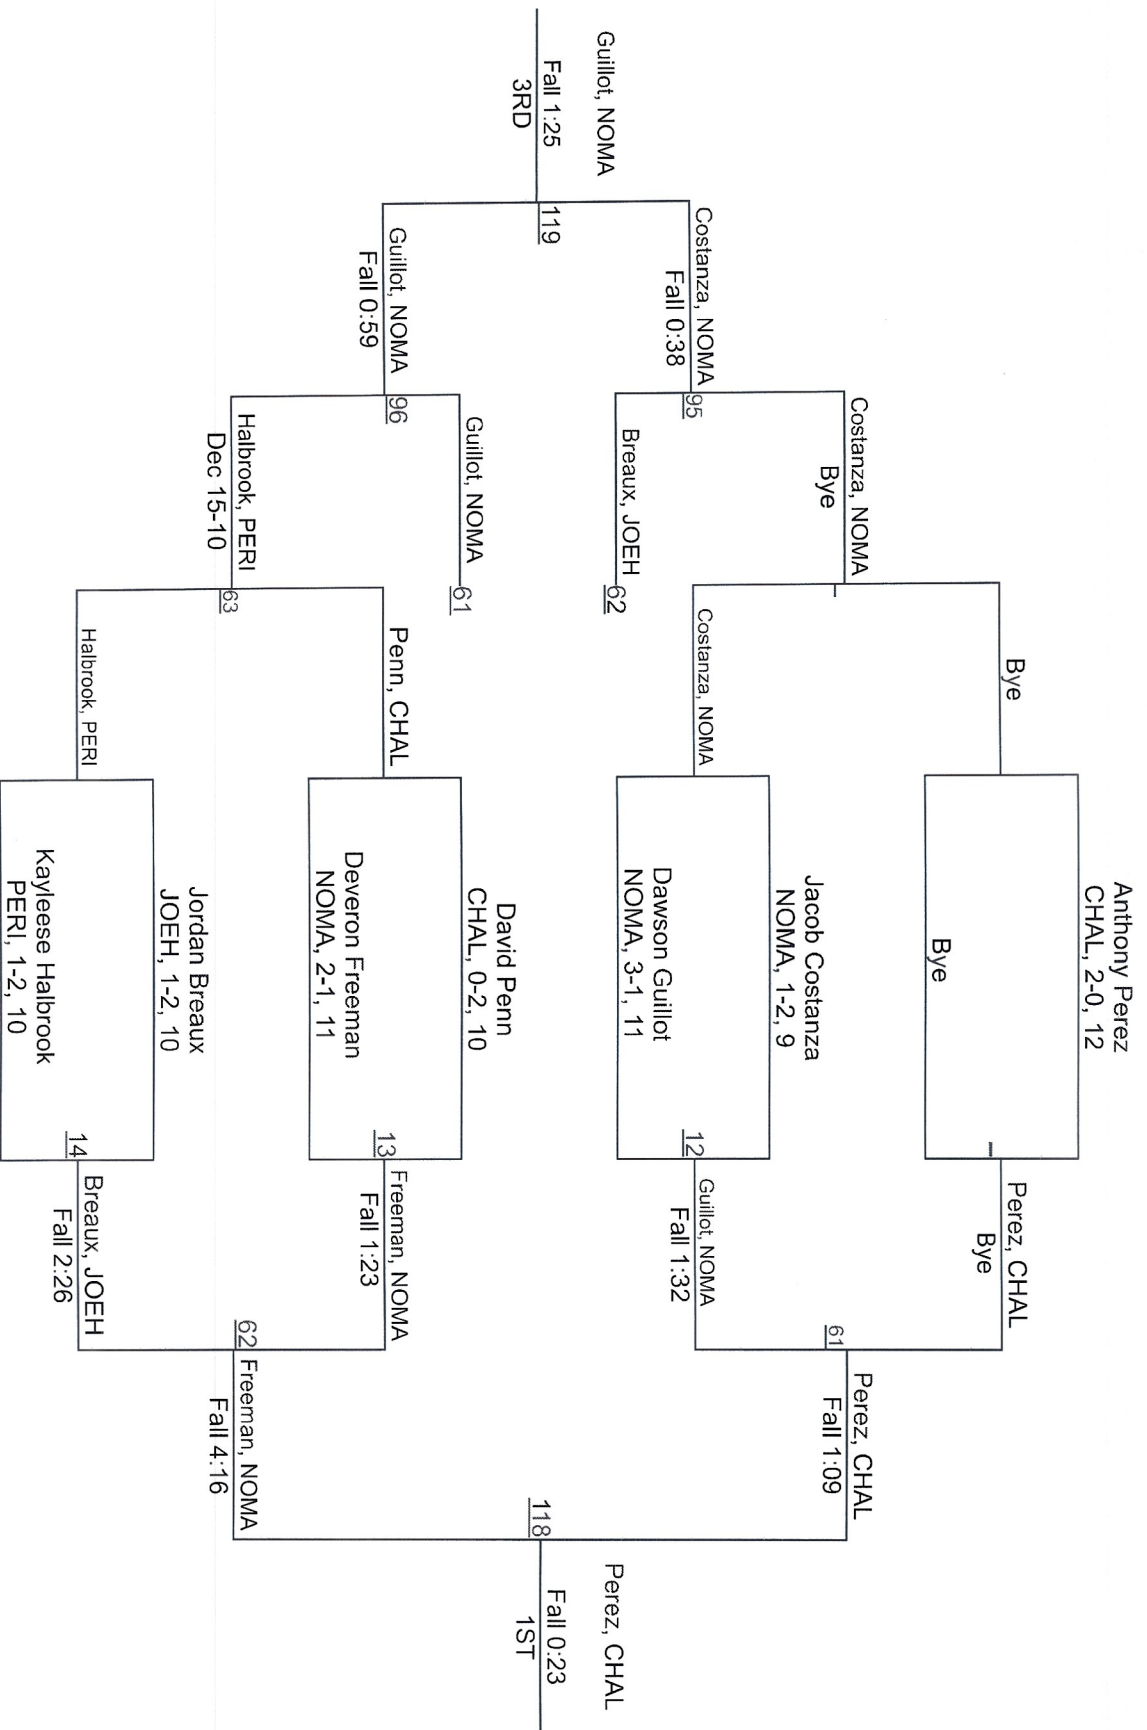 Anthony Perez
CHAL, 2-0, 12
Bye
Perez, CHAL
Bye
Bye
Jacob Costanza
NOMA, 1-2, 9
Dawson Guillot
NOMA, 3-1, 11
12
Guillot, NOMA
Fall 1:32
61
Perez, CHAL
Fall 1:09
Costanza, NOMA
Costanza, NOMA
Bye
Breaux, JOEH
62
95
Costanza, NOMA
Fall 0:38
David Penn
CHAL, 0-2, 10
Deveron Freeman
NOMA, 2-1, 11
13
Freeman, NOMA
Fall 1:23
Penn, CHAL
Jordan Breaux
JOEH, 1-2, 10
Kayleese Halbrook
PERI, 1-2, 10
14
Breaux, JOEH
Fall 2:26
62
Freeman, NOMA
Fall 4:16
Halbrook, PERI
63
Halbrook, PERI
Dec 15-10
Guillot, NOMA
61
96
Guillot, NOMA
Fall 0:59
119
Guillot, NOMA
Fall 1:25
3RD
118
Perez, CHAL
Fall 0:23
1ST